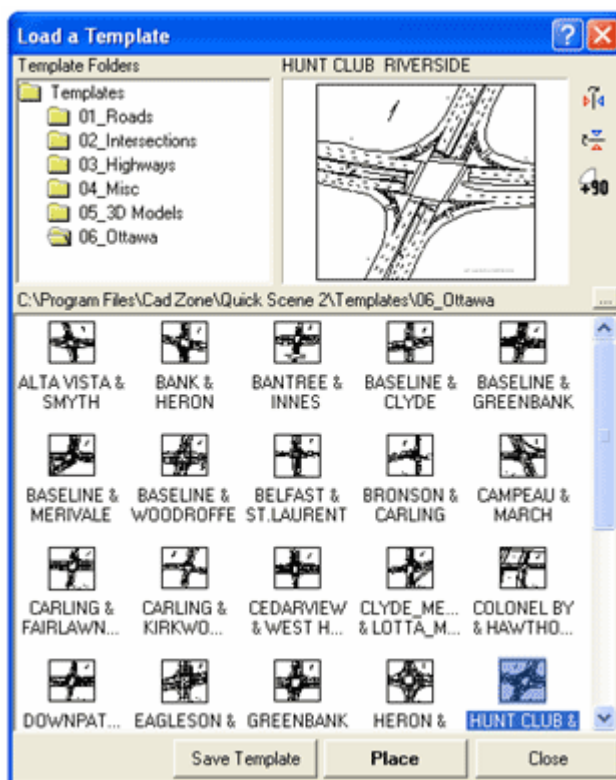 Load a Template
Template Folders
HUNT CLUB RIVERSIDE
Templates
01_Roads
02_Intersections
03_Highways
04_Misc
05_3D Models
06_Ottawa
+90
C:\Program Files\Cad Zone\Quick Scene 2\Templates\06_Ottawa
...
ALTA VISTA &
SMYTH
BANK &
HERON
BANTREE &
INNES
BASELINE &
CLYDE
BASELINE &
GREENBANK
BASELINE &
MERIVALE
BASELINE &
WOODROFFE
BELFAST &
ST.LAURENT
BRONSON &
CARLING
CAMPEAU &
MARCH
CARLING &
FAIRLAWN...
CARLING &
KIRKWO...
CEDARVIEW
& WEST H...
CLYDE_ME...
& LOTTA_M...
COLONEL BY
& HAWTHO...
DOWNPAT...
EAGLESON &
GREENBANK
HERON &
HUNT CLUB &
Save Template
Place
Close